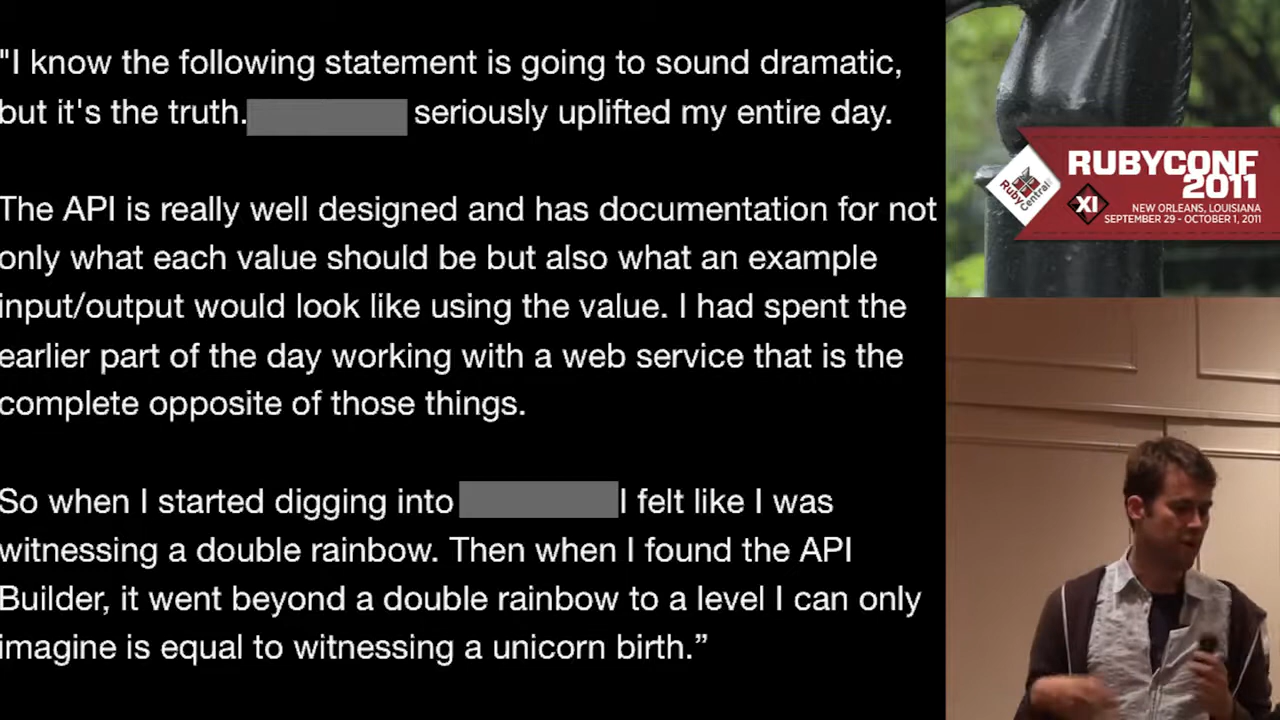 "I know the following statement is going to sound dramatic,
but it's the truth. seriously uplifted my entire day.
The API is really well designed and has documentation for not
only what each value should be but also what an example
input/output would look like using the value. I had spent the
earlier part of the day working with a web service that is the
complete opposite of those things.
So when I started digging into I felt like I was
witnessing a double rainbow. Then when I found the API
Builder, it went beyond a double rainbow to a level I can only
imagine is equal to witnessing a unicorn birth.”
RUBYCONF
2011
NEW ORLEANS, LOUISIANA
SEPTEMBER 29 - OCTOBER 1, 2011
Ruby Central
XI